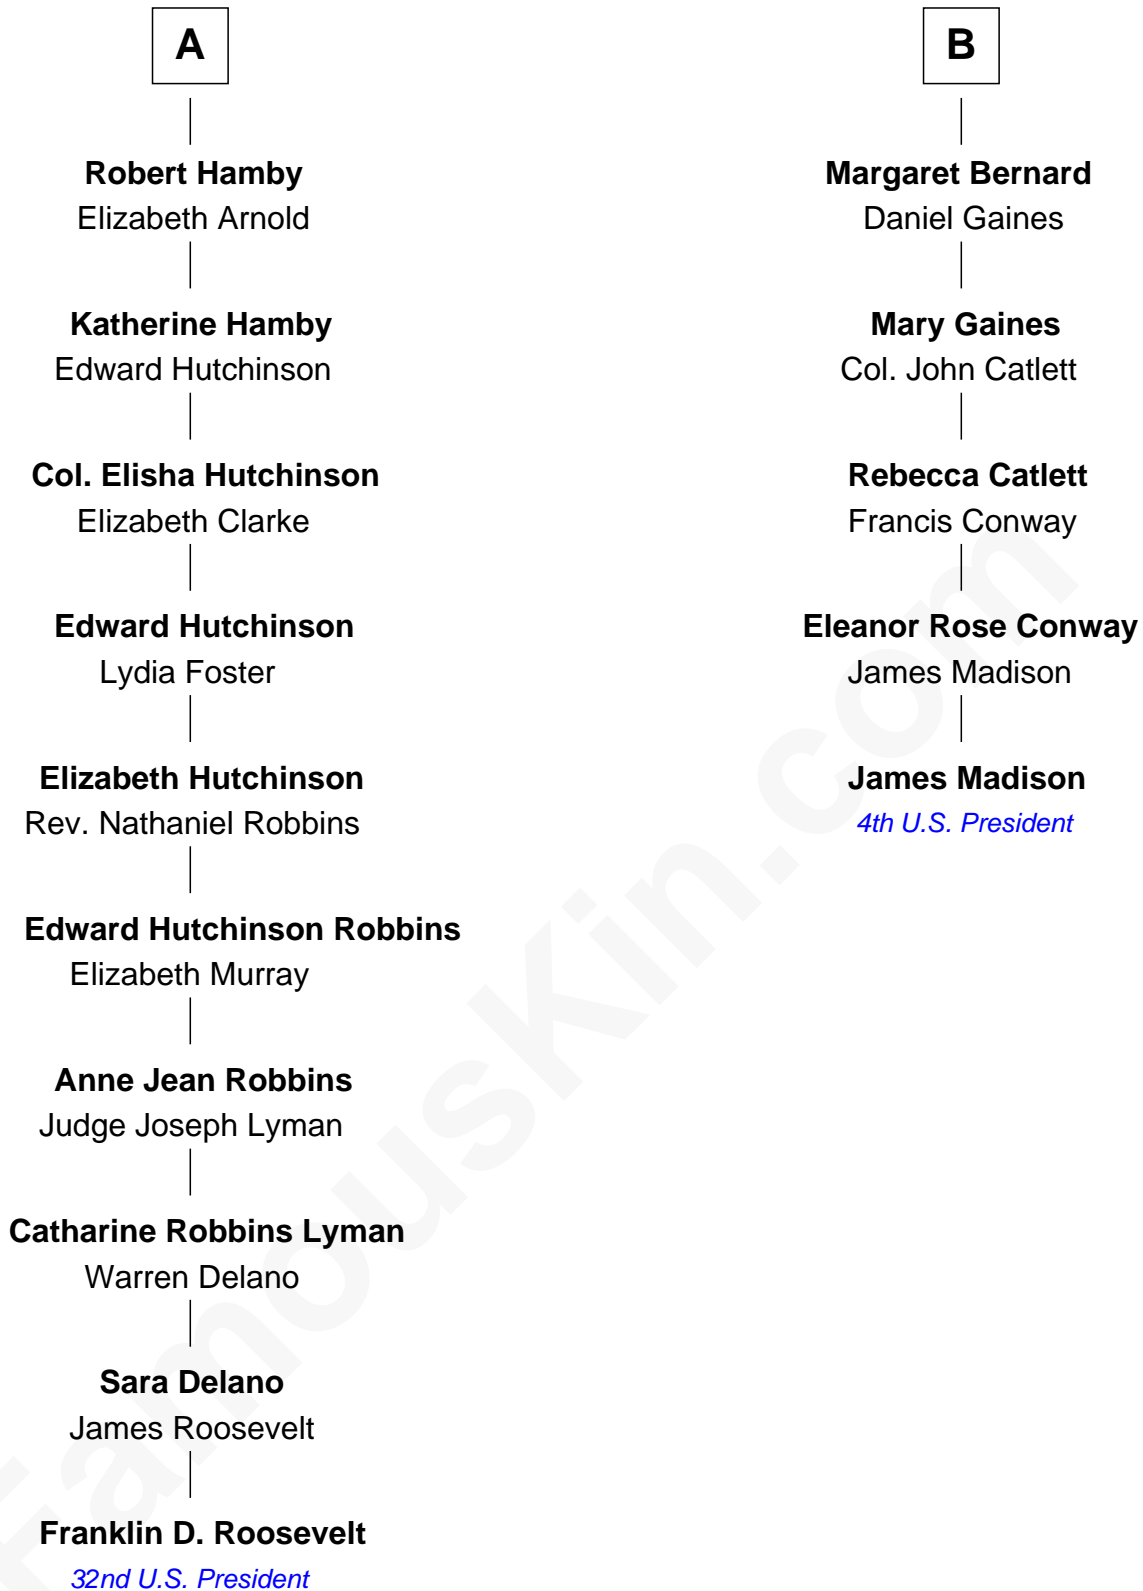 A
Robert Hamby
Elizabeth Arnold
Katherine Hamby
Edward Hutchinson
Col. Elisha Hutchinson
Elizabeth Clarke
Edward Hutchinson
Lydia Foster
Elizabeth Hutchinson
Rev. Nathaniel Robbins
Edward Hutchinson Robbins
Elizabeth Murray
Anne Jean Robbins
Judge Joseph Lyman
Catharine Robbins Lyman
Warren Delano
Sara Delano
James Roosevelt
Franklin D. Roosevelt
32nd U.S. President
B
Margaret Bernard
Daniel Gaines
Mary Gaines
Col. John Catlett
Rebecca Catlett
Francis Conway
Eleanor Rose Conway
James Madison
James Madison
4th U.S. President
FamousKin.com